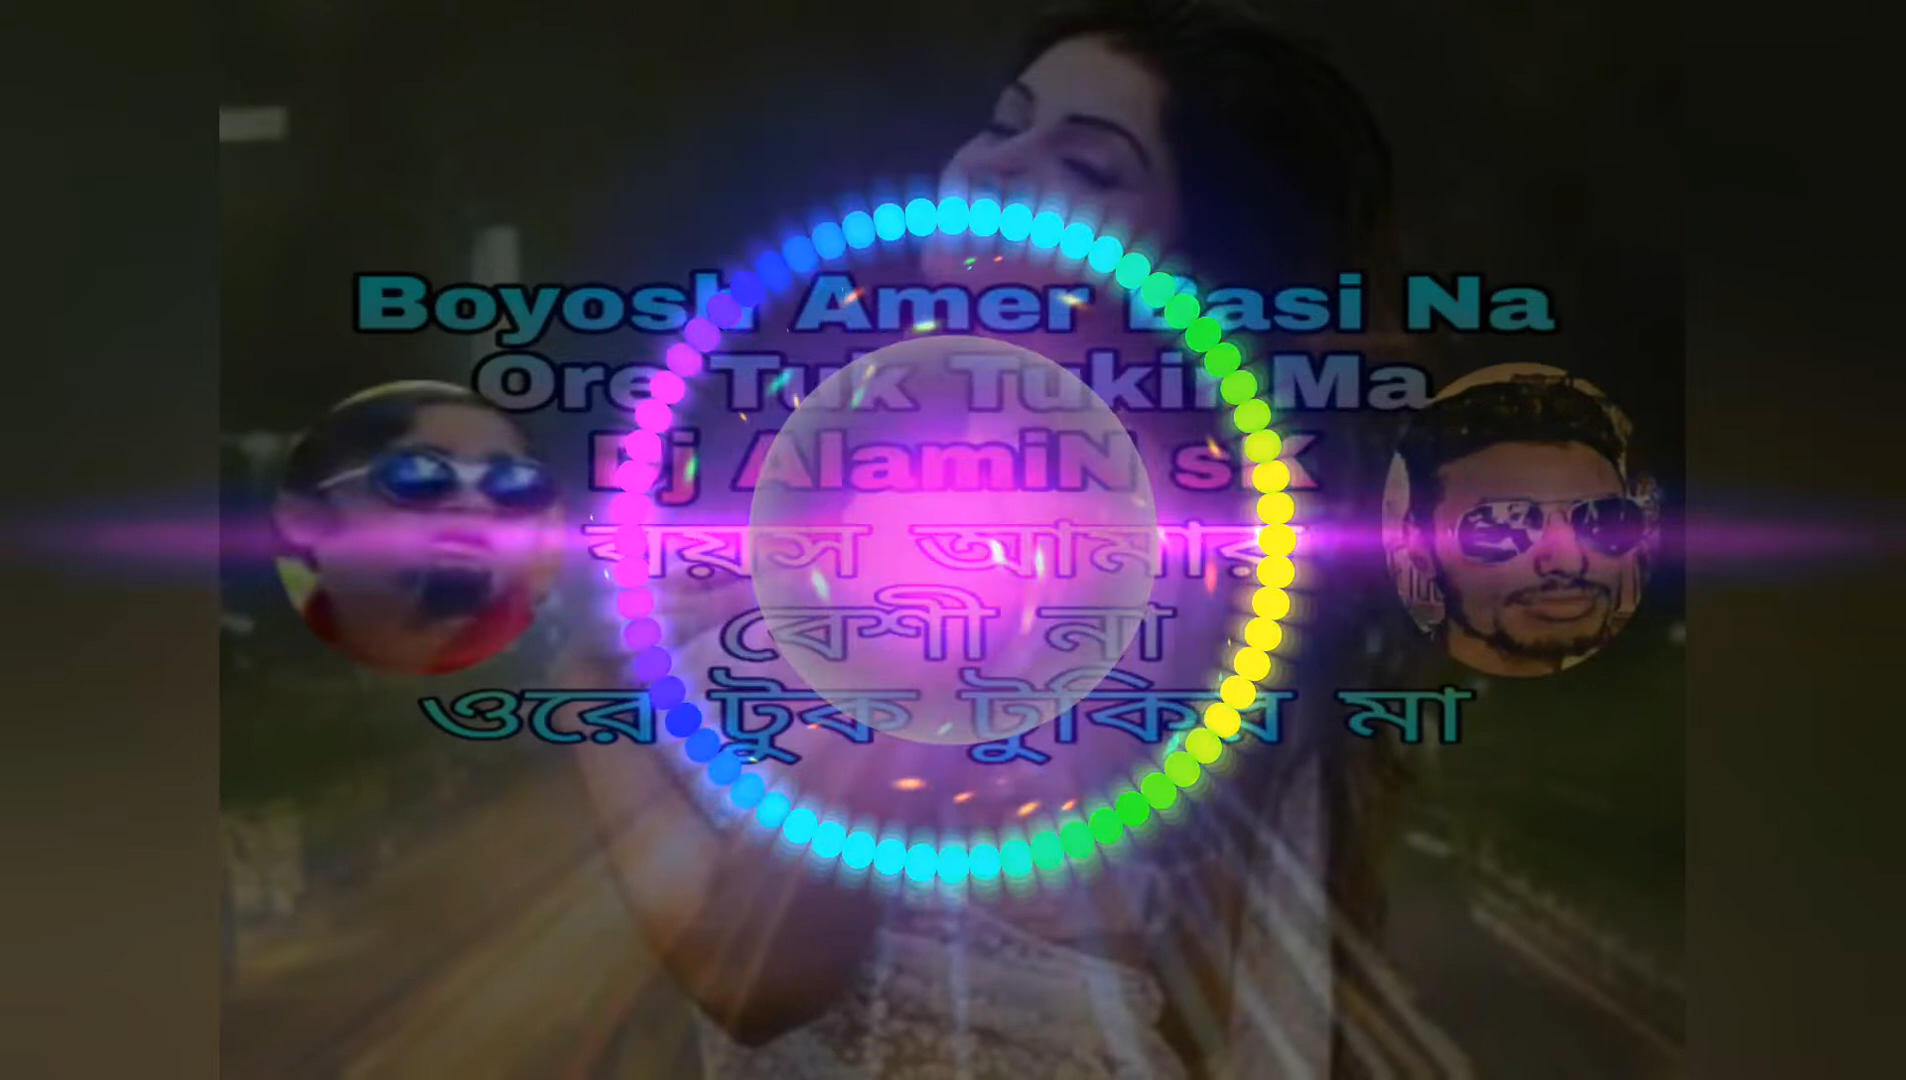 Boyosh Amer Basi Na
Ore Tuk Tukir Ma
Dj AlamiN sK
বয়স আমার
বেশী না
ওরে টুক টুকির মা